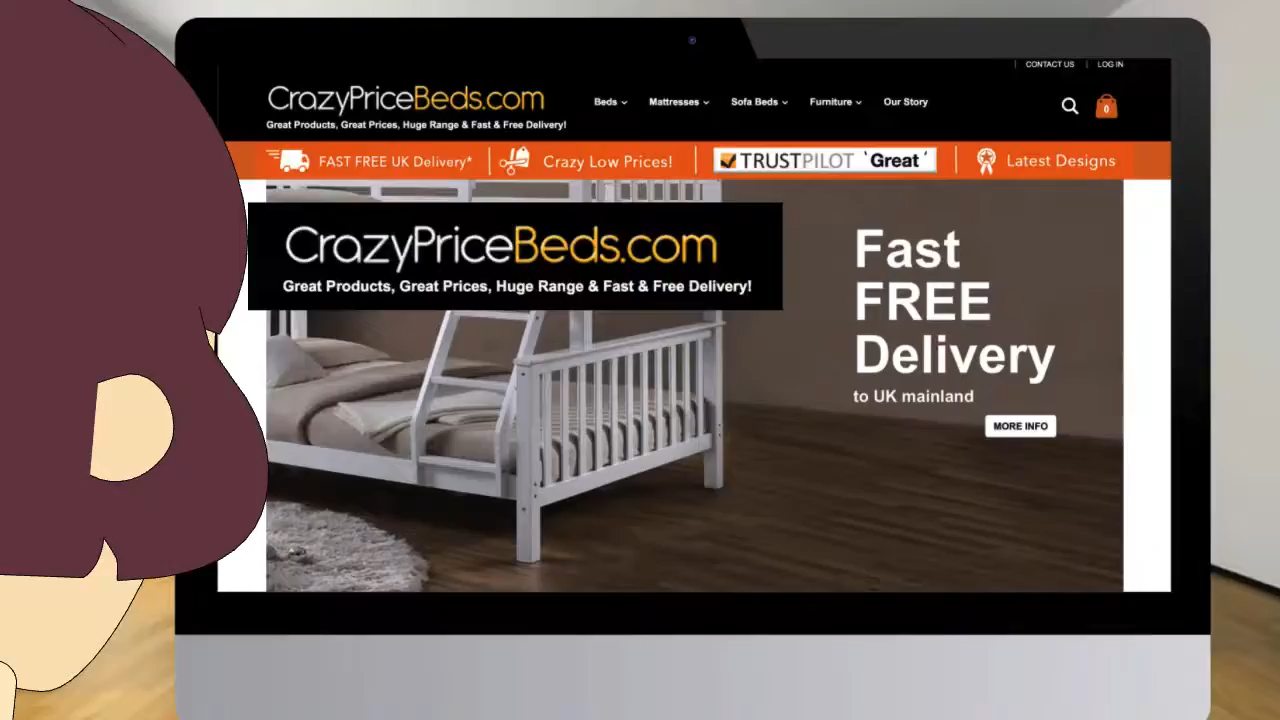 CONTACT US
LOG IN
CrazyPriceBeds.com
Great Products, Great Prices, Huge Range & Fast & Free Delivery!
Beds
Mattresses
Sofa Beds
Furniture
Our Story
0
FAST FREE UK Delivery*
Crazy Low Prices!
TRUSTPILOT 'Great'
Latest Designs
CrazyPriceBeds.com
Great Products, Great Prices, Huge Range & Fast & Free Delivery!
Fast
FREE
Delivery
to UK mainland
MORE INFO